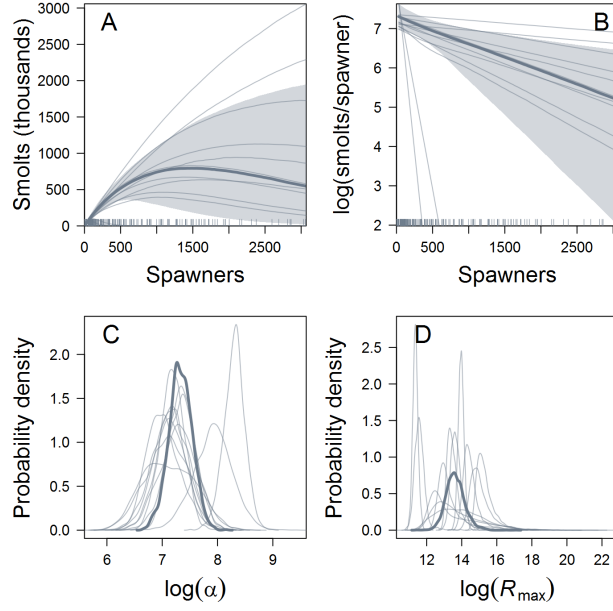 A
B
Smolts (thousands)
3000
2500
2000
1500
1000
500
0
0 500 1500 2500
Spawners
log(smolts/spawner)
7
6
5
4
3
2
0 500 1500 2500
Spawners
C
D
Probability density
2.0
1.5
1.0
0.5
0.0
6 7 8 9
log(α)
Probability density
2.5
2.0
1.5
1.0
0.5
0.0
12 14 16 18 20 22
log(Rmax)